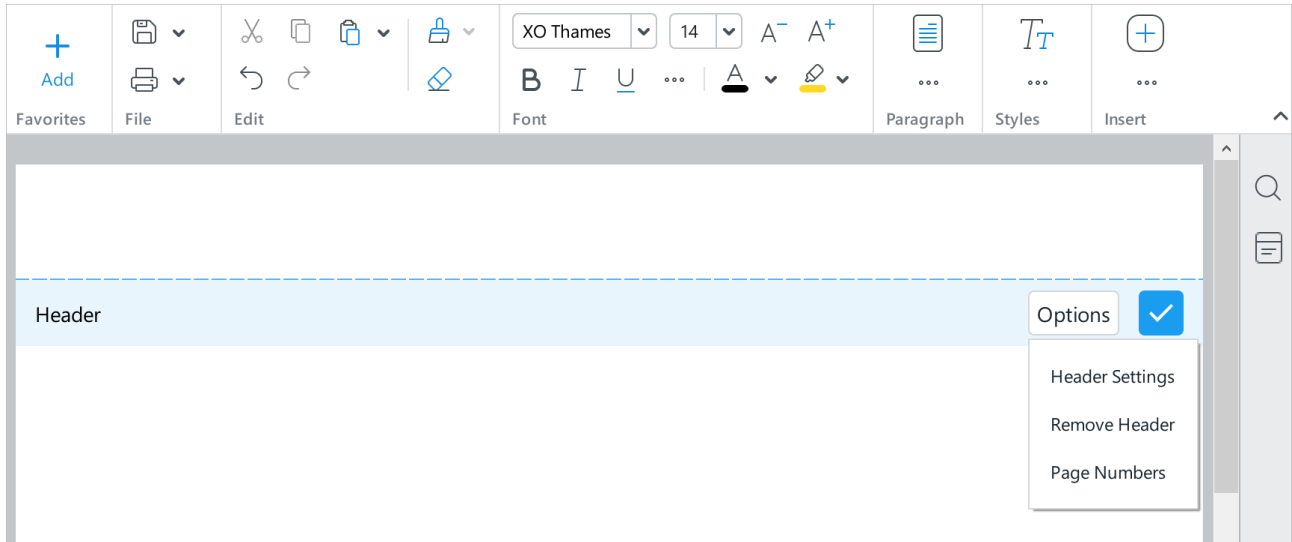 XO Thames
14
Add
Favorites
File
Edit
Font
Paragraph
Styles
Insert
Header
Options
Header Settings
Remove Header
Page Numbers